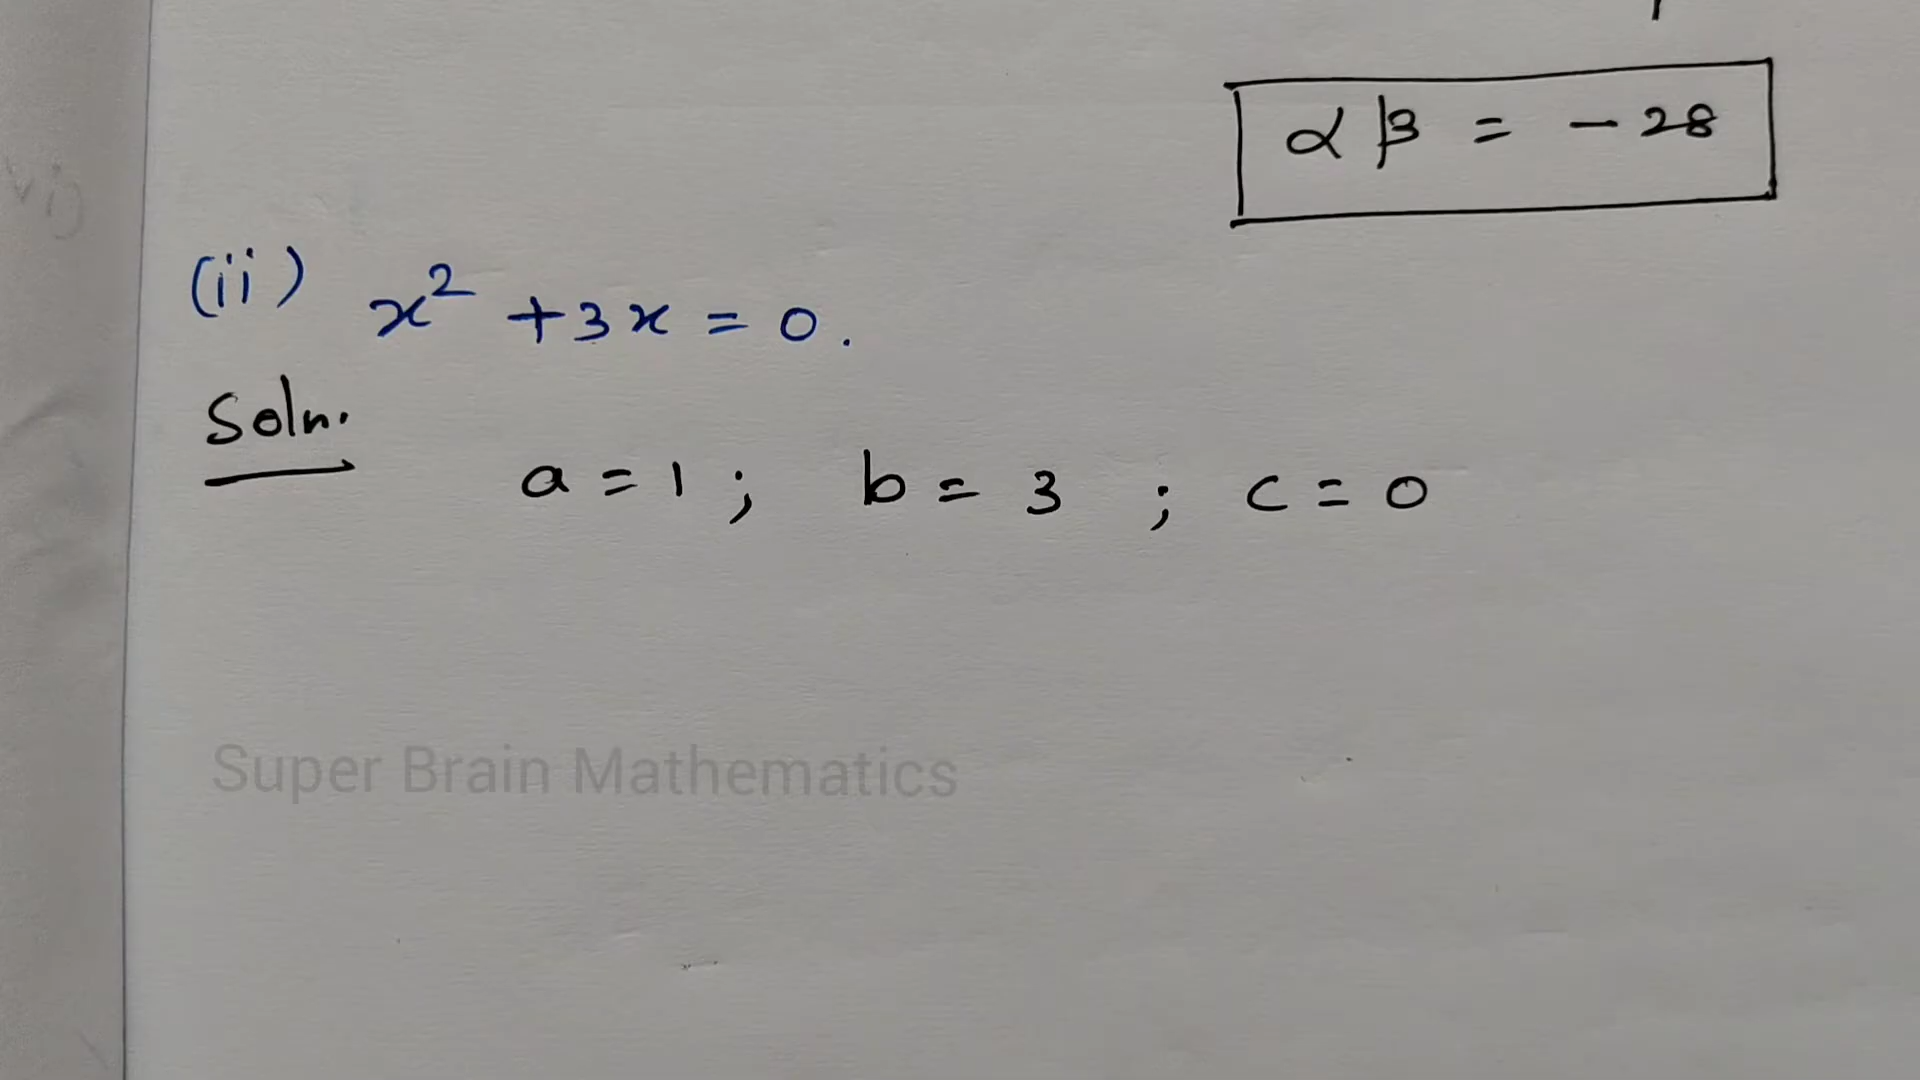 αβ = - 28
(ii) x² + 3x = 0.
Soln.
a = 1 ; b = 3 ; c = 0
Super Brain Mathematics